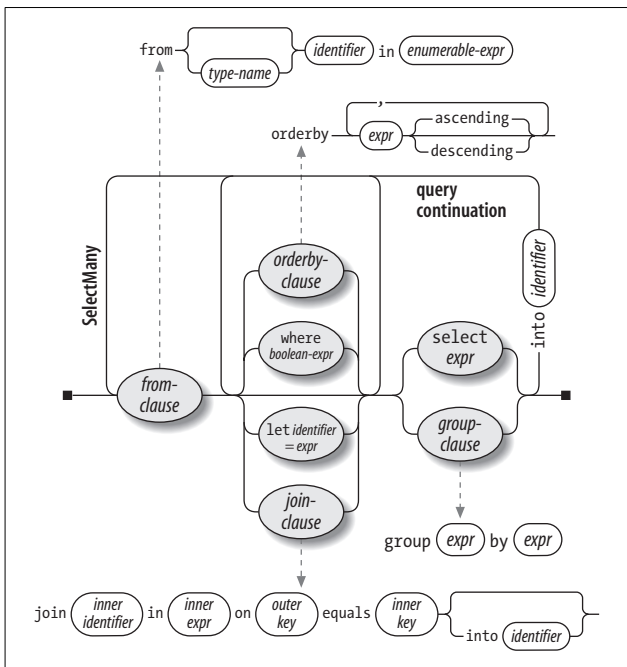 from type-name identifier in enumerable-expr
,
orderby expr ascending
descending
query
continuation
SelectMany
orderby-
clause
into identifier
where
boolean-expr
select
expr
from-
clause
let identifier
= expr
group-
clause
join-
clause
group expr by expr
join inner
identifier in inner
expr on outer
key equals inner
key into identifier